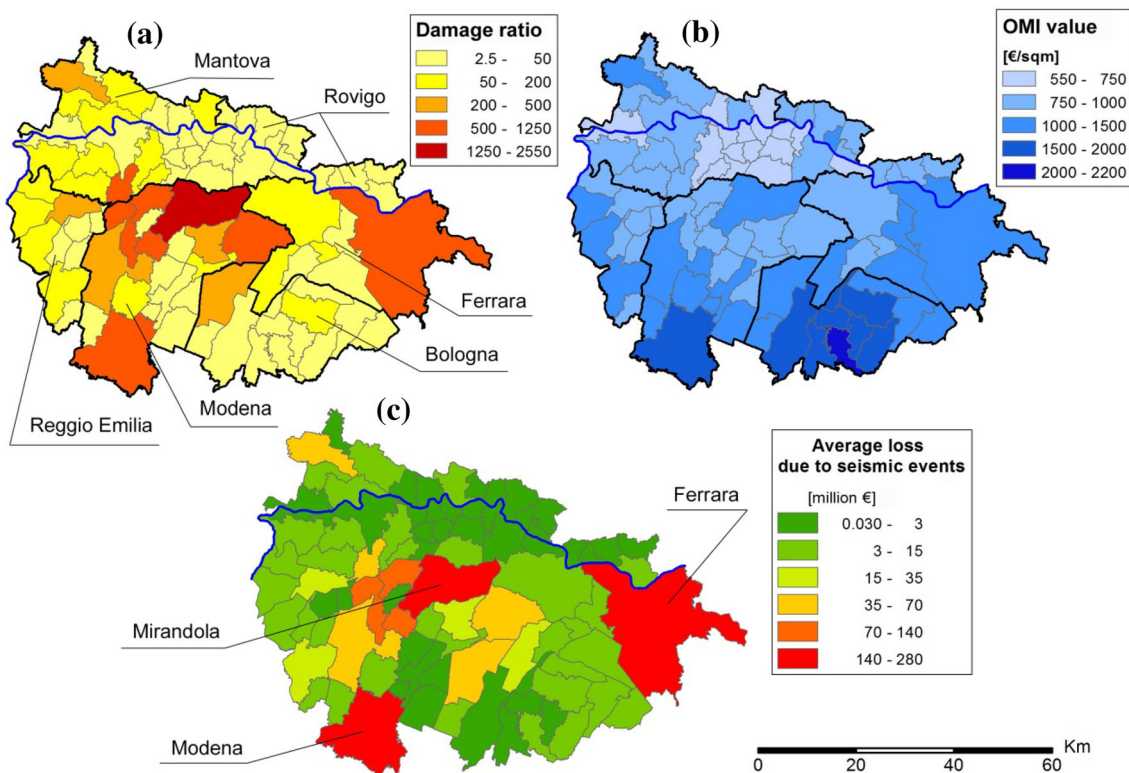 (a)
Mantova
Rovigo
Ferrara
Bologna
Modena
Reggio Emilia
Damage ratio
2.5 - 50
50 - 200
200 - 500
500 - 1250
1250 - 2550
(b)
OMI value
[€/sqm]
550 - 750
750 - 1000
1000 - 1500
1500 - 2000
2000 - 2200
(c)
Mirandola
Modena
Ferrara
Average loss
due to seismic events
[million €]
0.030 - 3
3 - 15
15 - 35
35 - 70
70 - 140
140 - 280
Km
0 20 40 60